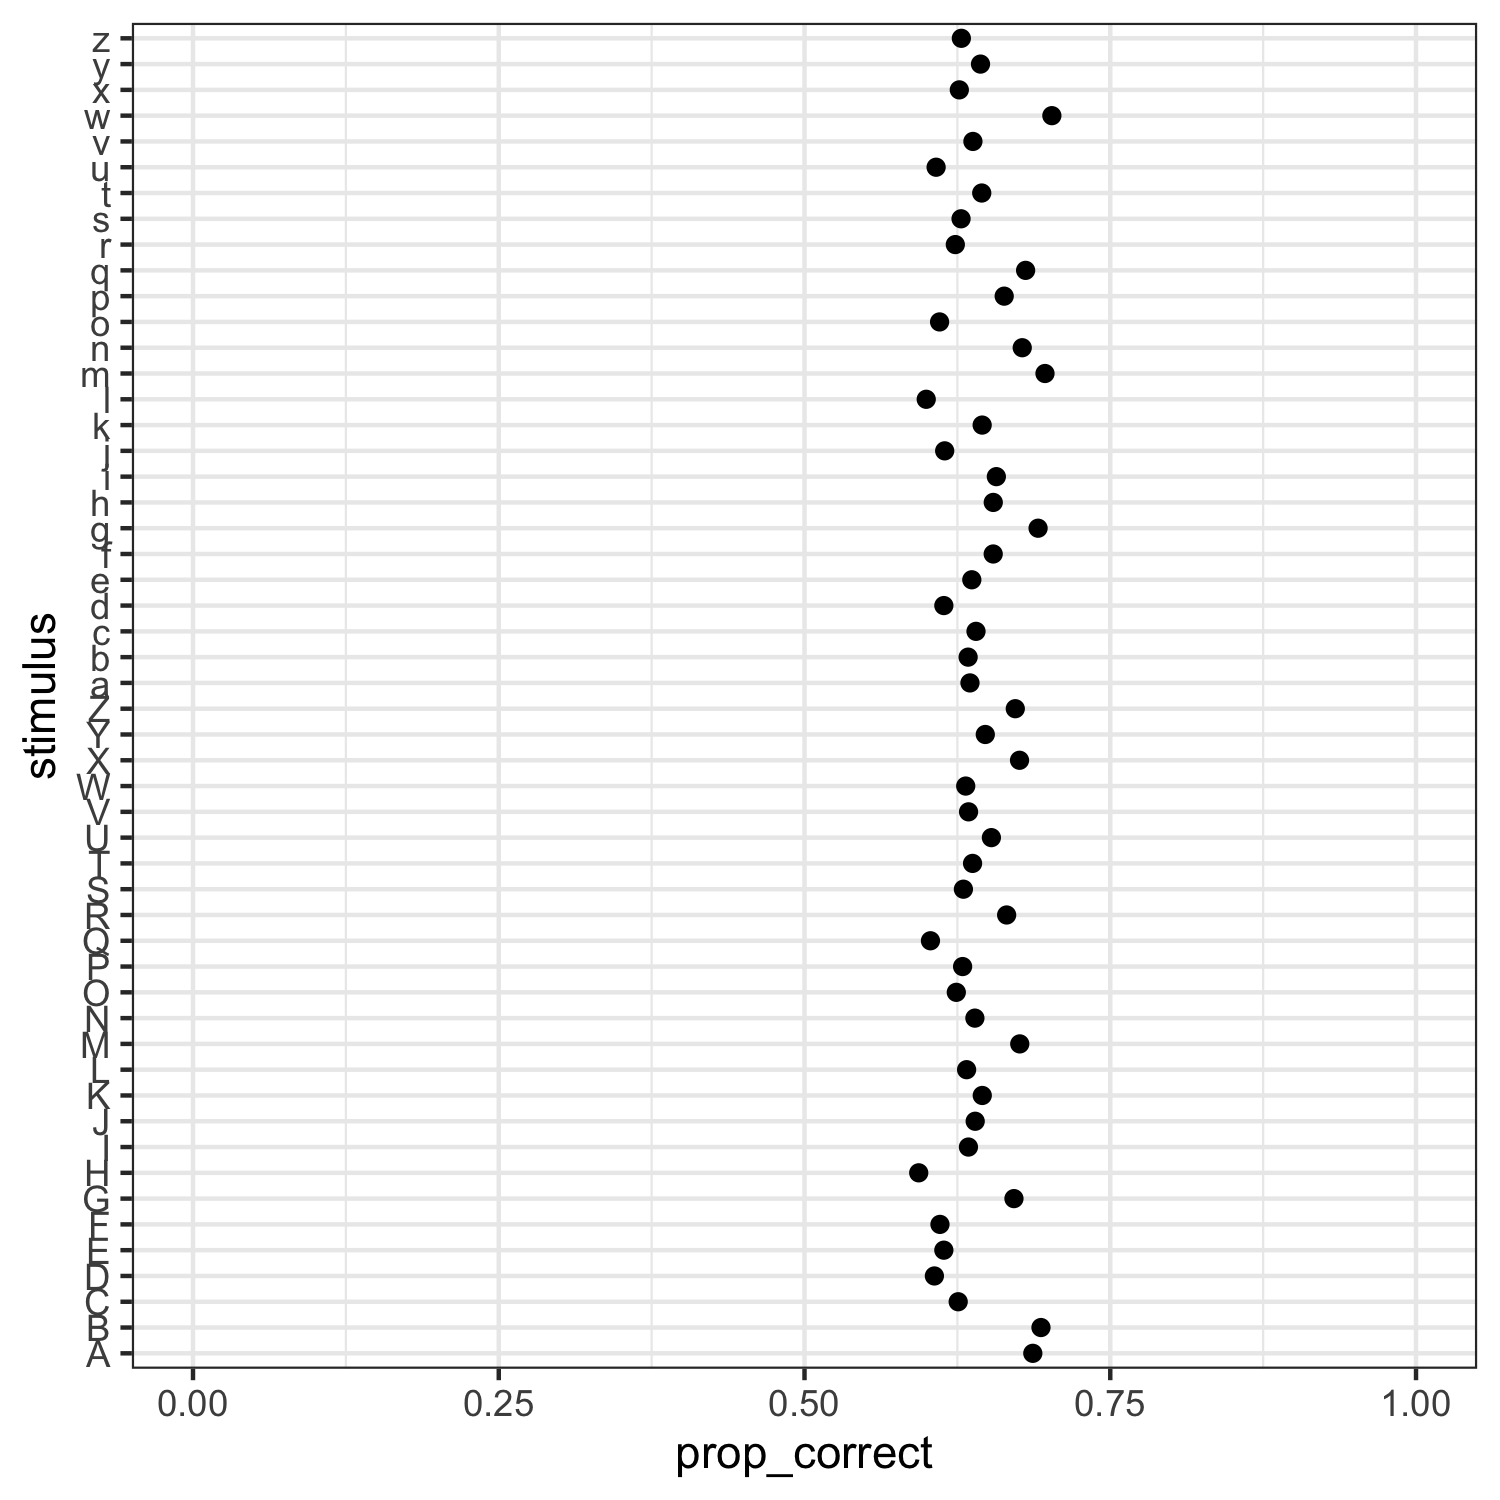 z
y
x
w
v
u
t
s
r
q
p
o
n
m
l
k
j
i
h
g
f
e
d
c
b
a
Z
Y
X
W
V
U
T
S
R
Q
P
O
N
M
L
K
J
I
H
G
F
E
D
C
B
A
stimulus
0.00 0.25 0.50 0.75 1.00
prop_correct